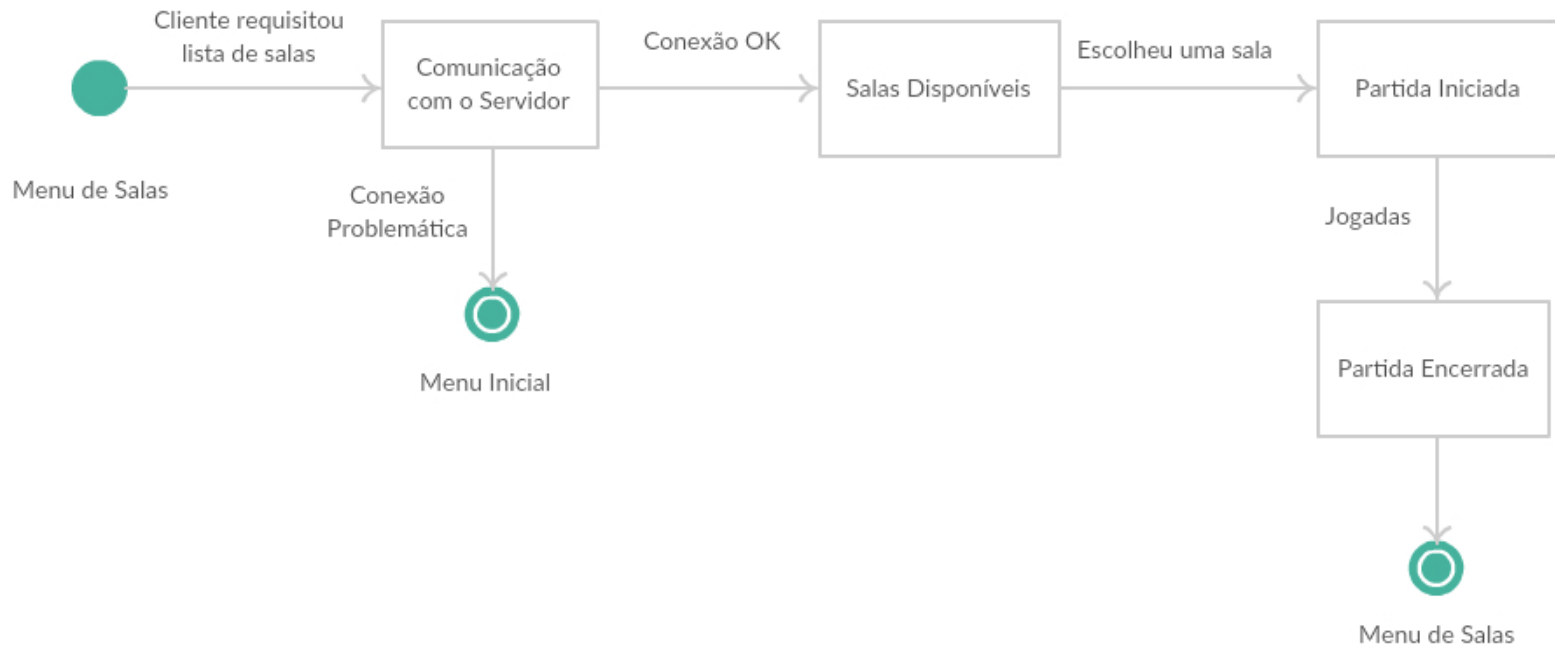 Cliente requisitou
lista de salas
Menu de Salas
Comunicação
com o Servidor
Conexão OK
Salas Disponíveis
Escolheu uma sala
Partida Iniciada
Conexão
Problemática
Menu Inicial
Jogadas
Partida Encerrada
Menu de Salas